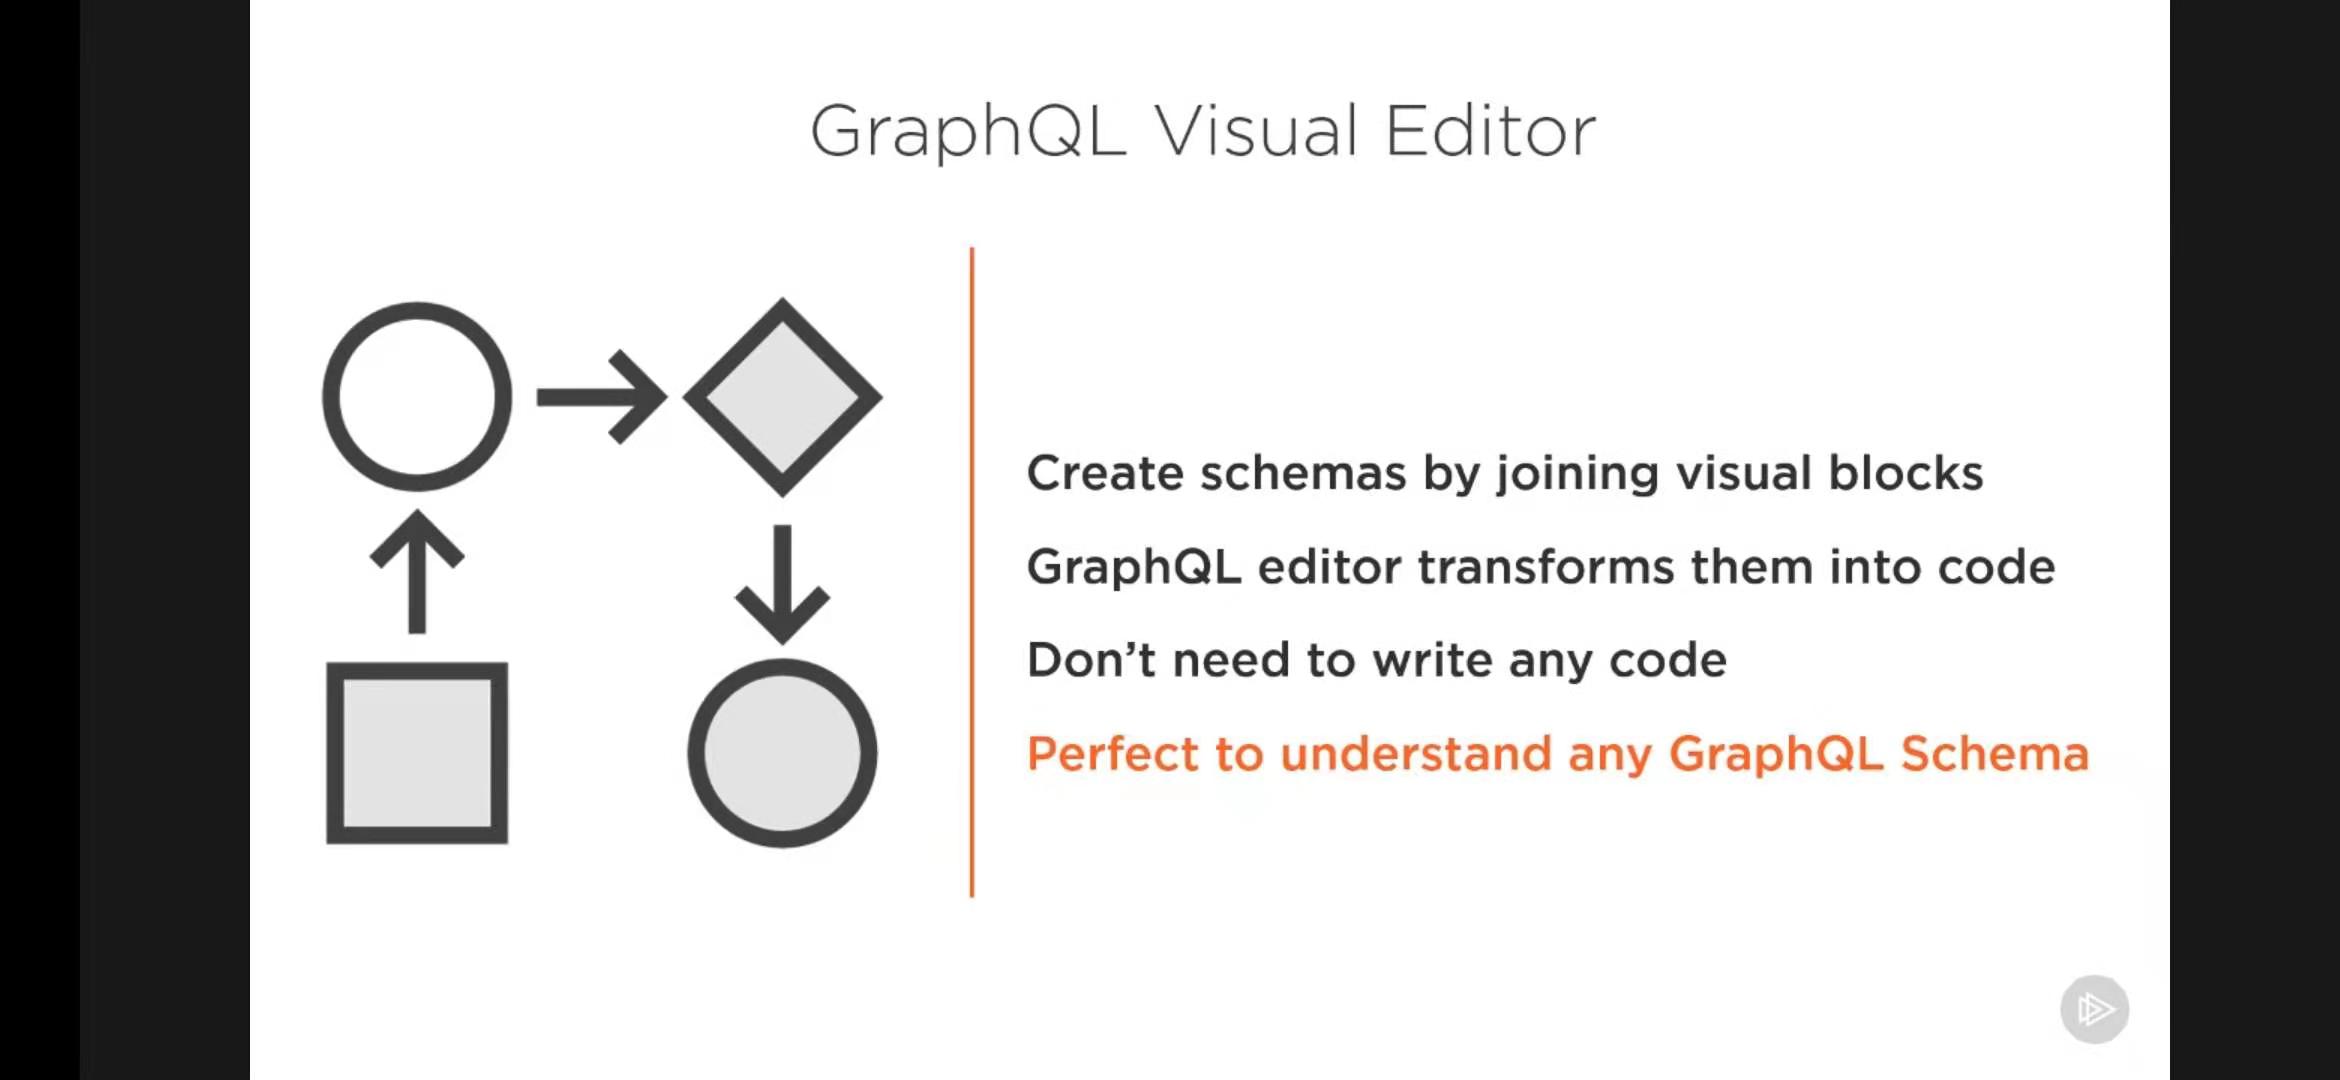 GraphQL Visual Editor
Create schemas by joining visual blocks
GraphQL editor transforms them into code
Don’t need to write any code
Perfect to understand any GraphQL Schema